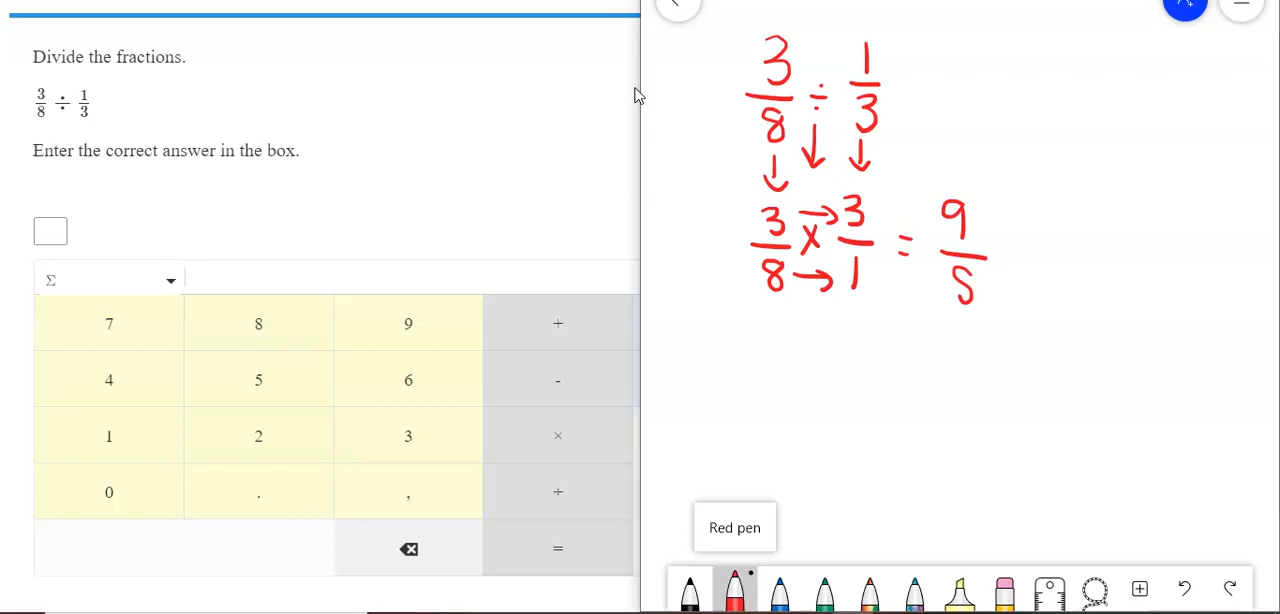 Divide the fractions.
3/8 ÷ 1/3
Enter the correct answer in the box.
Σ
7 8 9 +
4 5 6 -
1 2 3 ×
0 . , ÷
=
3/8 ÷ 1/3
↓ ↓ ↓
3/8 × 3/1 = 9/8
Red pen